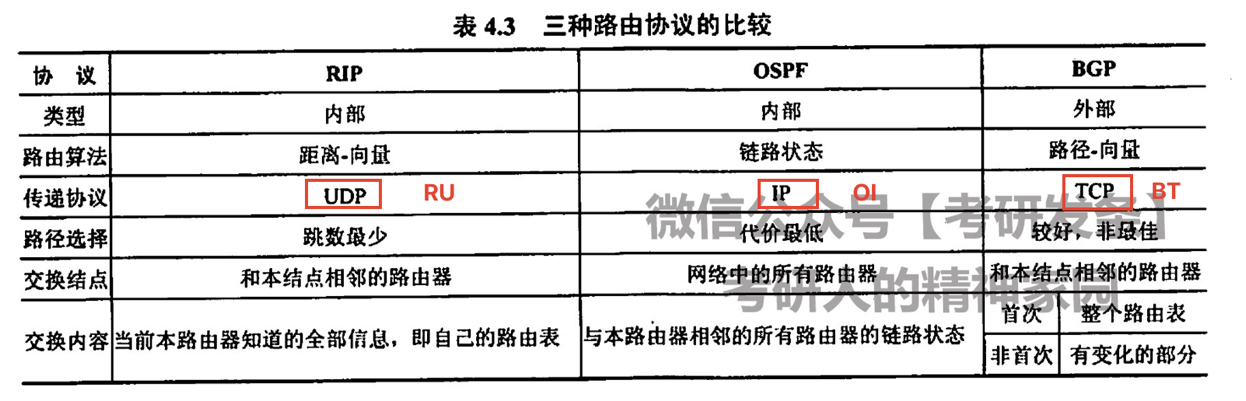 表 4.3 三种路由协议的比较
协 议 RIP OSPF BGP
类型 内部 内部 外部
路由算法 距离-向量 链路状态 路径-向量
传递协议 UDP RU IP OI TCP BT
微信公众号【考研发条】
路径选择 跳数最少 代价最低 较好，非最佳
交换结点 和本结点相邻的路由器 网络中的所有路由器 和本结点相邻的路由器
考研人的精神家园
交换内容 当前本路由器知道的全部信息，即自己的路由表 与本路由器相邻的所有路由器的链路状态 首次 整个路由表
非首次 有变化的部分